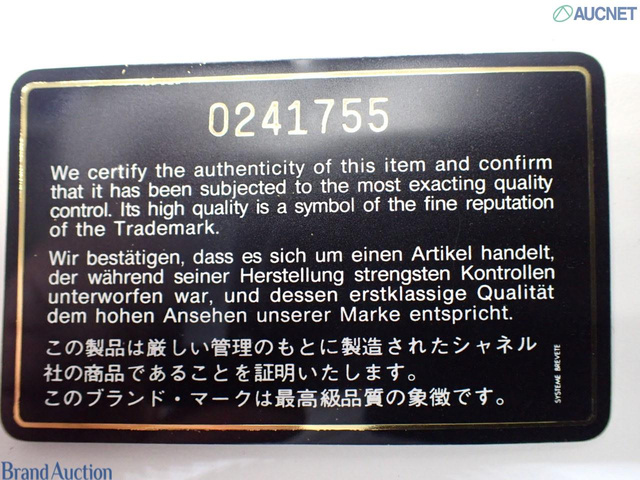 AUCNET
0241755
We certify the authenticity of this item and confirm
that it has been subjected to the most exacting quality
control. Its high quality is a symbol of the fine reputation
of the Trademark.
Wir bestätigen, dass es sich um einen Artikel handelt,
der während seiner Herstellung strengsten Kontrollen
unterworfen war, und dessen erstklassige Qualität
dem hohen Ansehen unserer Marke entspricht.
この製品は厳しい管理のもとに製造されたシャネル
社の商品であることを証明いたします。
このブランド・マークは最高級品質の象徴です。
SYSTEME BREVETE
Brand Auction